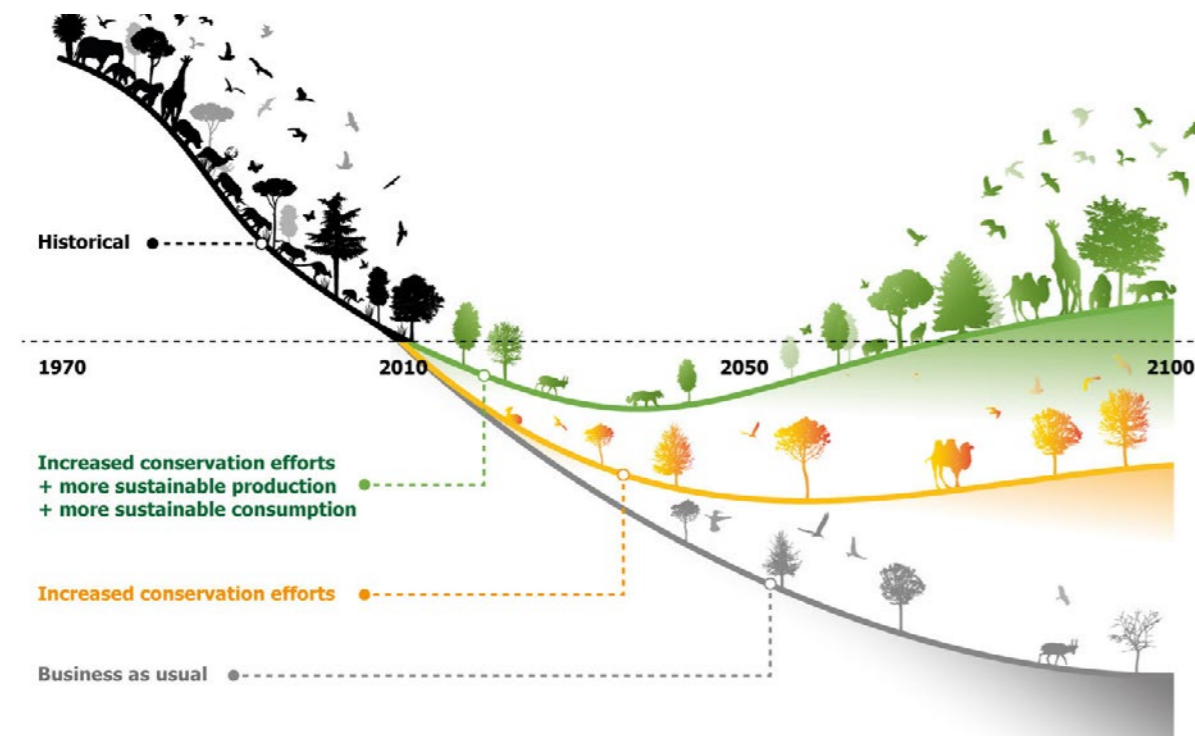 Historical
1970 2010 2050 2100
Increased conservation efforts
+ more sustainable production
+ more sustainable consumption
Increased conservation efforts
Business as usual